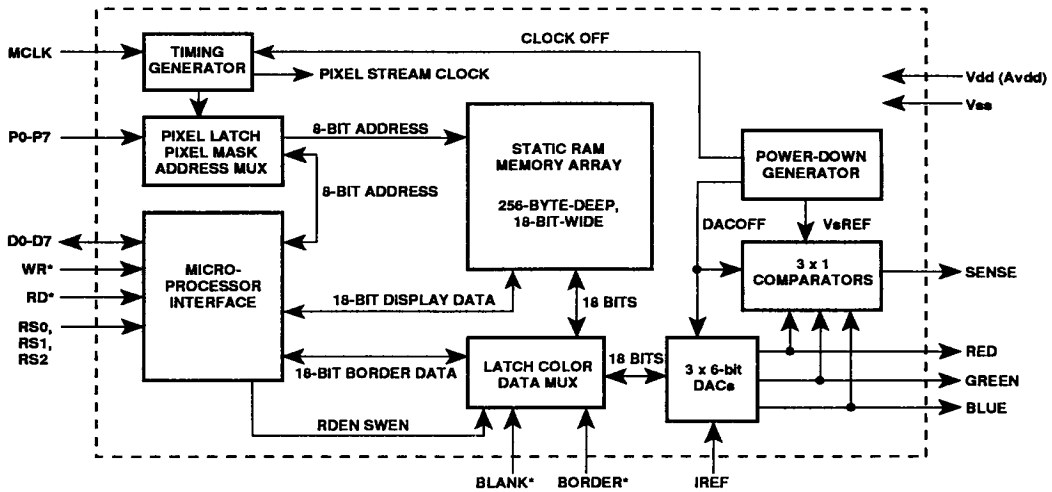 CLOCK OFF
MCLK
TIMING
GENERATOR
PIXEL STREAM CLOCK
Vdd (Avdd)
Vss
P0-P7
PIXEL LATCH
PIXEL MASK
ADDRESS MUX
8-BIT ADDRESS
8-BIT ADDRESS
STATIC RAM
MEMORY ARRAY
256-BYTE-DEEP,
18-BIT-WIDE
POWER-DOWN
GENERATOR
DACOFF
VsREF
D0-D7
WR*
RD*
RS0,
RS1,
RS2
MICRO-
PROCESSOR
INTERFACE
18-BIT DISPLAY DATA
18 BITS
3 x 1
COMPARATORS
SENSE
18-BIT BORDER DATA
LATCH COLOR
DATA MUX
18 BITS
3 x 6-bit
DACs
RED
GREEN
BLUE
RDEN SWEN
BLANK*
BORDER*
IREF